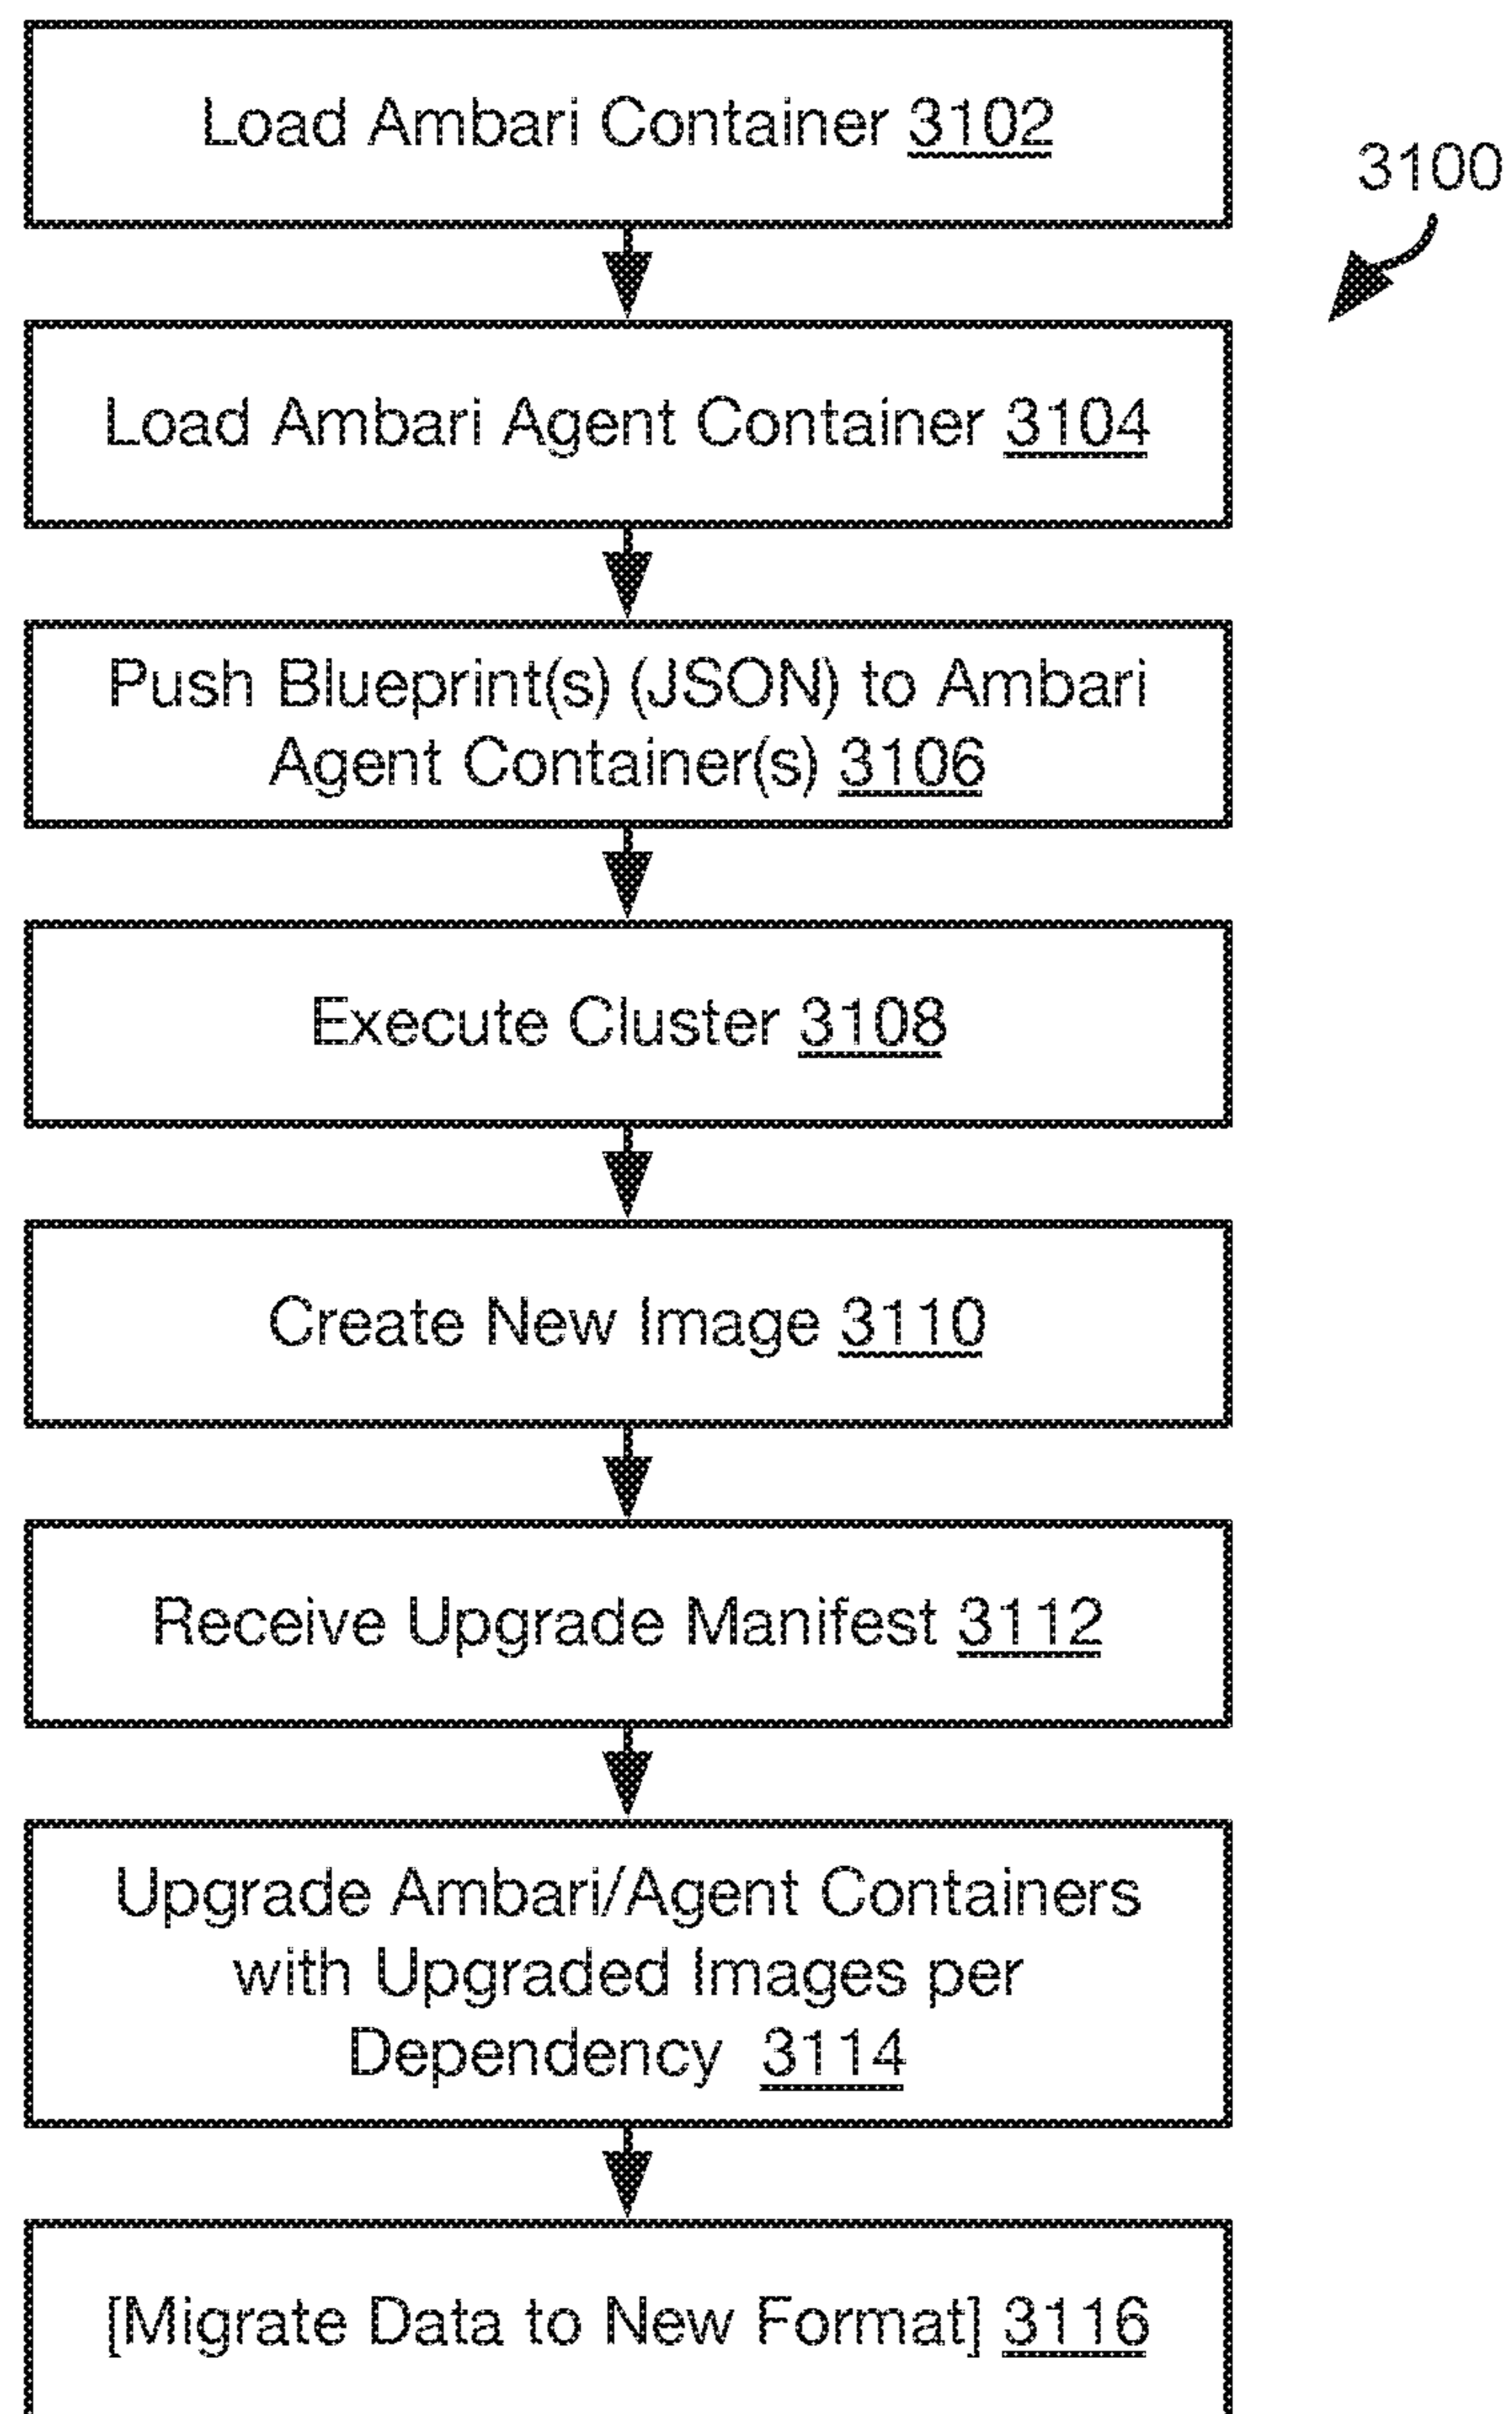 Load Ambari Container 3102
3100
Load Ambari Agent Container 3104
Push Blueprint(s) (JSON) to Ambari
Agent Container(s) 3106
Execute Cluster 3108
Create New Image 3110
Receive Upgrade Manifest 3112
Upgrade Ambari/Agent Containers
with Upgraded Images per
Dependency 3114
[Migrate Data to New Format] 3116